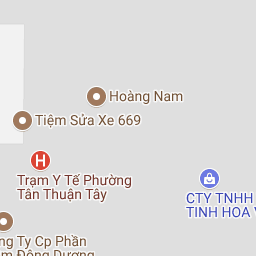 Hoàng Nam
Tiệm Sửa Xe 669
H
Trạm Y Tế Phường
Tân Thuận Tây
CTY TNHH
TINH HOA
ng Ty Cp Phần
m Đông Dương